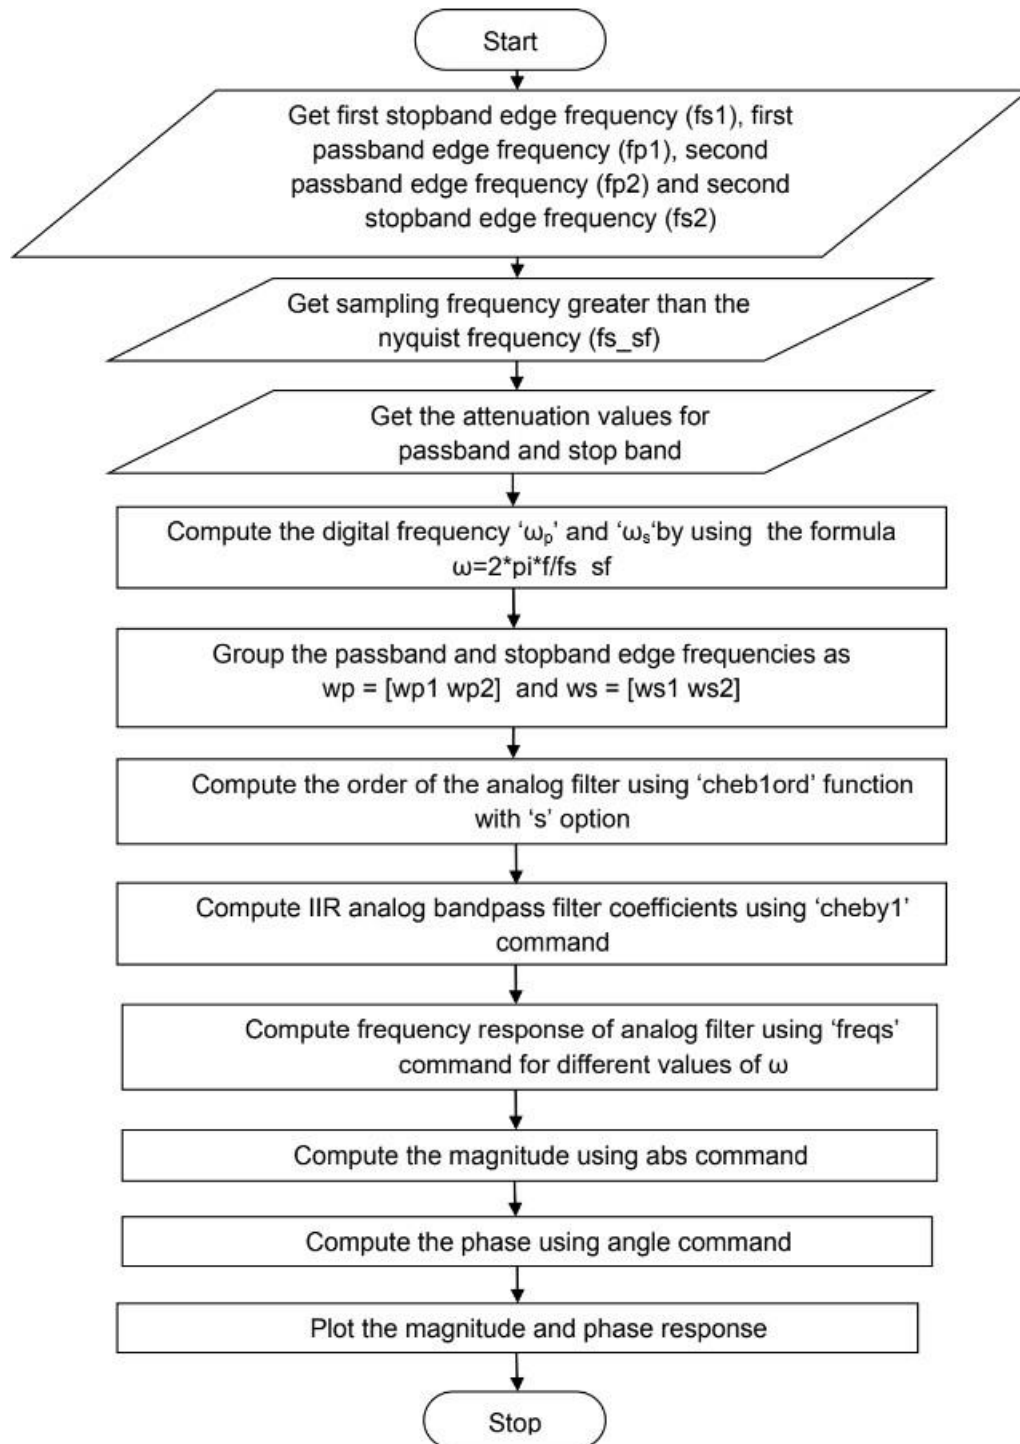 Start
Get first stopband edge frequency (fs1), first
passband edge frequency (fp1), second
passband edge frequency (fp2) and second
stopband edge frequency (fs2)
Get sampling frequency greater than the
nyquist frequency (fs_sf)
Get the attenuation values for
passband and stop band
Compute the digital frequency ‘ωₚ’ and ‘ωₛ‘by using  the formula
ω=2*pi*f/fs  sf
Group the passband and stopband edge frequencies as
wp = [wp1 wp2]  and ws = [ws1 ws2]
Compute the order of the analog filter using ‘cheb1ord’ function
with ‘s’ option
Compute IIR analog bandpass filter coefficients using ‘cheby1’
command
Compute frequency response of analog filter using ‘freqs’
command for different values of ω
Compute the magnitude using abs command
Compute the phase using angle command
Plot the magnitude and phase response
Stop